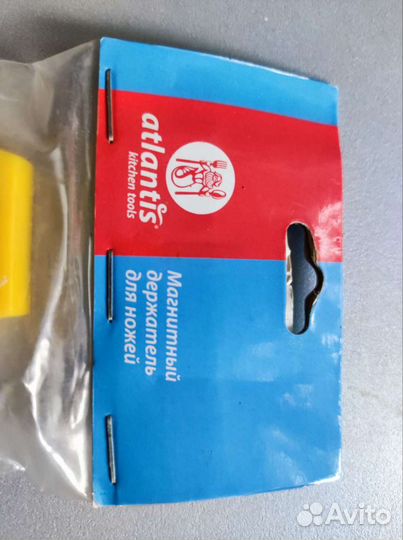 atlantis®
kitchen tools
Магнитный
держатель
для ножей
Avito